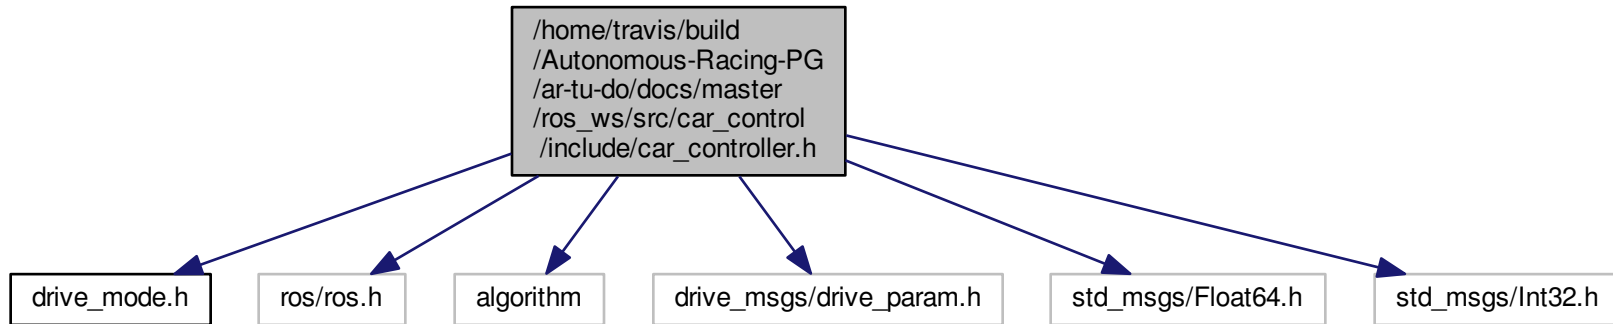 /home/travis/build
/Autonomous-Racing-PG
/ar-tu-do/docs/master
/ros_ws/src/car_control
/include/car_controller.h
drive_mode.h
ros/ros.h
algorithm
drive_msgs/drive_param.h
std_msgs/Float64.h
std_msgs/Int32.h